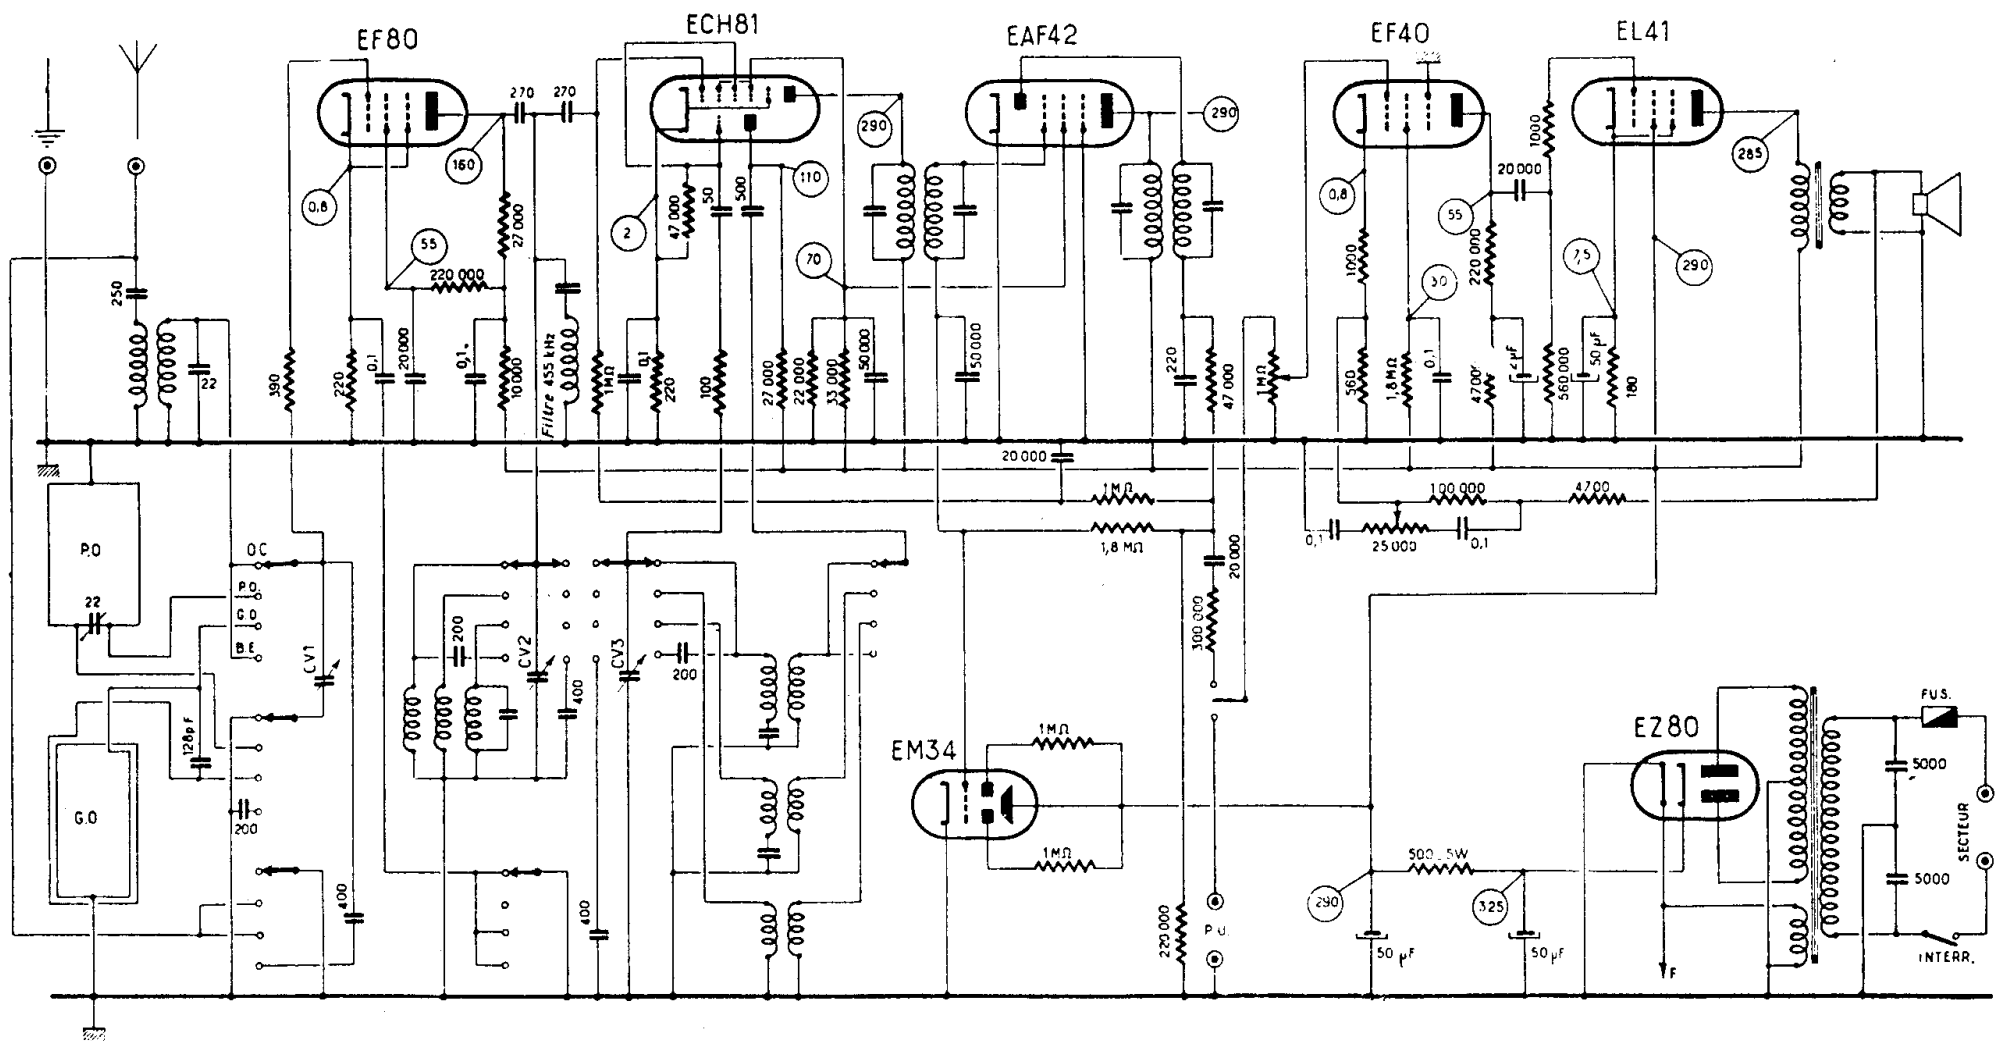 EF80
ECH81
EAF42
EF40
EL41
270
270
290
290
285
160
0,8
0,8
110
20 000
1000
27 000
47 000
50
500
2
55
55
220 000
70
1000
220 000
30
7,5
290
250
22
390
220
0,1
20 000
0,1
10 000
Filtre 455 kHz
1MΩ
0,1
220
100
27 000
22 000
33 000
50 000
50 000
220
47 000
1MΩ
560
1,8MΩ
0,1
4700
2 µF
560 000
50 µF
180
20 000
1MΩ
1,8 MΩ
100 000
4700
0,1
25 000
0,1
P.O
22
O C
P.O.
G.O
B.E
CV1
200
CV2
400
CV3
200
20 000
300 000
128pF
G.O
200
400
400
EM34
1MΩ
1MΩ
EZ80
FUS.
5000
5000
SECTEUR
INTERR.
500 5W
290
325
220 000
P.U.
50 µF
50 µF
F